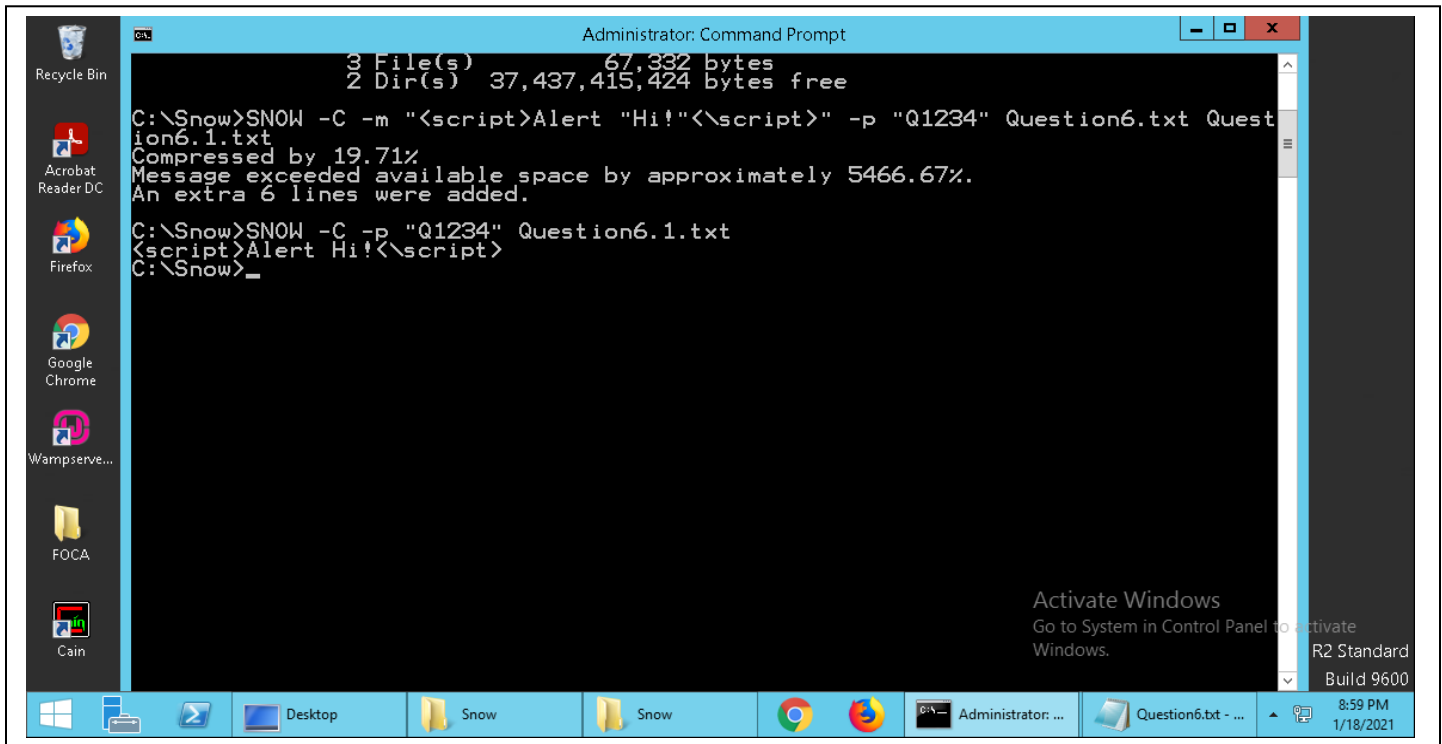 Administrator: Command Prompt
3 File(s) 67,332 bytes
2 Dir(s) 37,437,415,424 bytes free
C:\Snow>SNOW -C -m "<script>Alert "Hi!"<\script>" -p "Q1234" Question6.txt Quest
ion6.1.txt
Compressed by 19.71%
Message exceeded available space by approximately 5466.67%.
An extra 6 lines were added.
C:\Snow>SNOW -C -p "Q1234" Question6.1.txt
<script>Alert Hi!<\script>
C:\Snow>_
Recycle Bin
Acrobat
Reader DC
Firefox
Google
Chrome
Wampserve...
FOCA
Cain
Activate Windows
Go to System in Control Panel to activate
Windows.
R2 Standard
Build 9600
Desktop
Snow
Snow
Administrator: ...
Question6.txt - ...
8:59 PM
1/18/2021